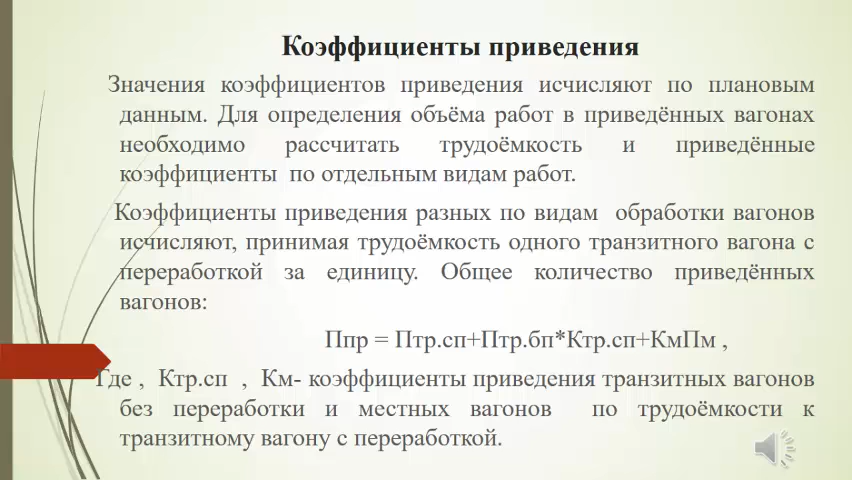 Коэффициенты приведения
Значения коэффициентов приведения исчисляют по плановым
данным. Для определения объёма работ в приведённых вагонах
необходимо рассчитать трудоёмкость и приведённые
коэффициенты по отдельным видам работ.
Коэффициенты приведения разных по видам обработки вагонов
исчисляют, принимая трудоёмкость одного транзитного вагона с
переработкой за единицу. Общее количество приведённых
вагонов:
Ппр = Птр.сп+Птр.бп*Ктр.сп+КмПм ,
Где , Ктр.сп , Км- коэффициенты приведения транзитных вагонов
без переработки и местных вагонов по трудоёмкости к
транзитному вагону с переработкой.